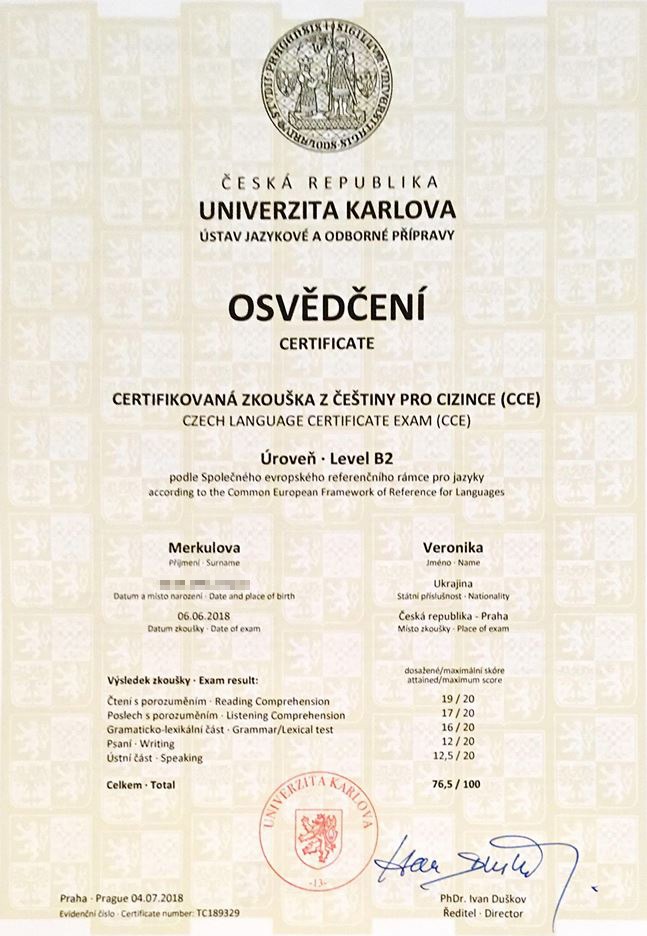 SIGILLVM VNIVERSITATIS SCOLARIVM STVDII PRAGENSIS
ČESKÁ REPUBLIKA
UNIVERZITA KARLOVA
ÚSTAV JAZYKOVÉ A ODBORNÉ PŘÍPRAVY
OSVĚDČENÍ
CERTIFICATE
CERTIFIKOVANÁ ZKOUŠKA Z ČEŠTINY PRO CIZINCE (CCE)
CZECH LANGUAGE CERTIFICATE EXAM (CCE)
Úroveň · Level B2
podle Společného evropského referenčního rámce pro jazyky
according to the Common European Framework of Reference for Languages
Merkulova Veronika
Příjmení · Surname Jméno · Name
Ukrajina
Datum a místo narození · Date and place of birth Státní příslušnost · Nationality
06.06.2018 Česká republika - Praha
Datum zkoušky · Date of exam Místo zkoušky · Place of exam
dosažené/maximální skóre
Výsledek zkoušky · Exam result: attained/maximum score
Čtení s porozuměním · Reading Comprehension 19 / 20
Poslech s porozuměním · Listening Comprehension 17 / 20
Gramaticko-lexikální část · Grammar/Lexical test 16 / 20
Psaní · Writing 12 / 20
Ústní část · Speaking 12,5 / 20
Celkem · Total 76,5 / 100
UNIVERZITA KARLOVA
-13-
Praha · Prague 04.07.2018 PhDr. Ivan Duškov
Evidenční číslo · Certificate number: TC189329 Ředitel · Director